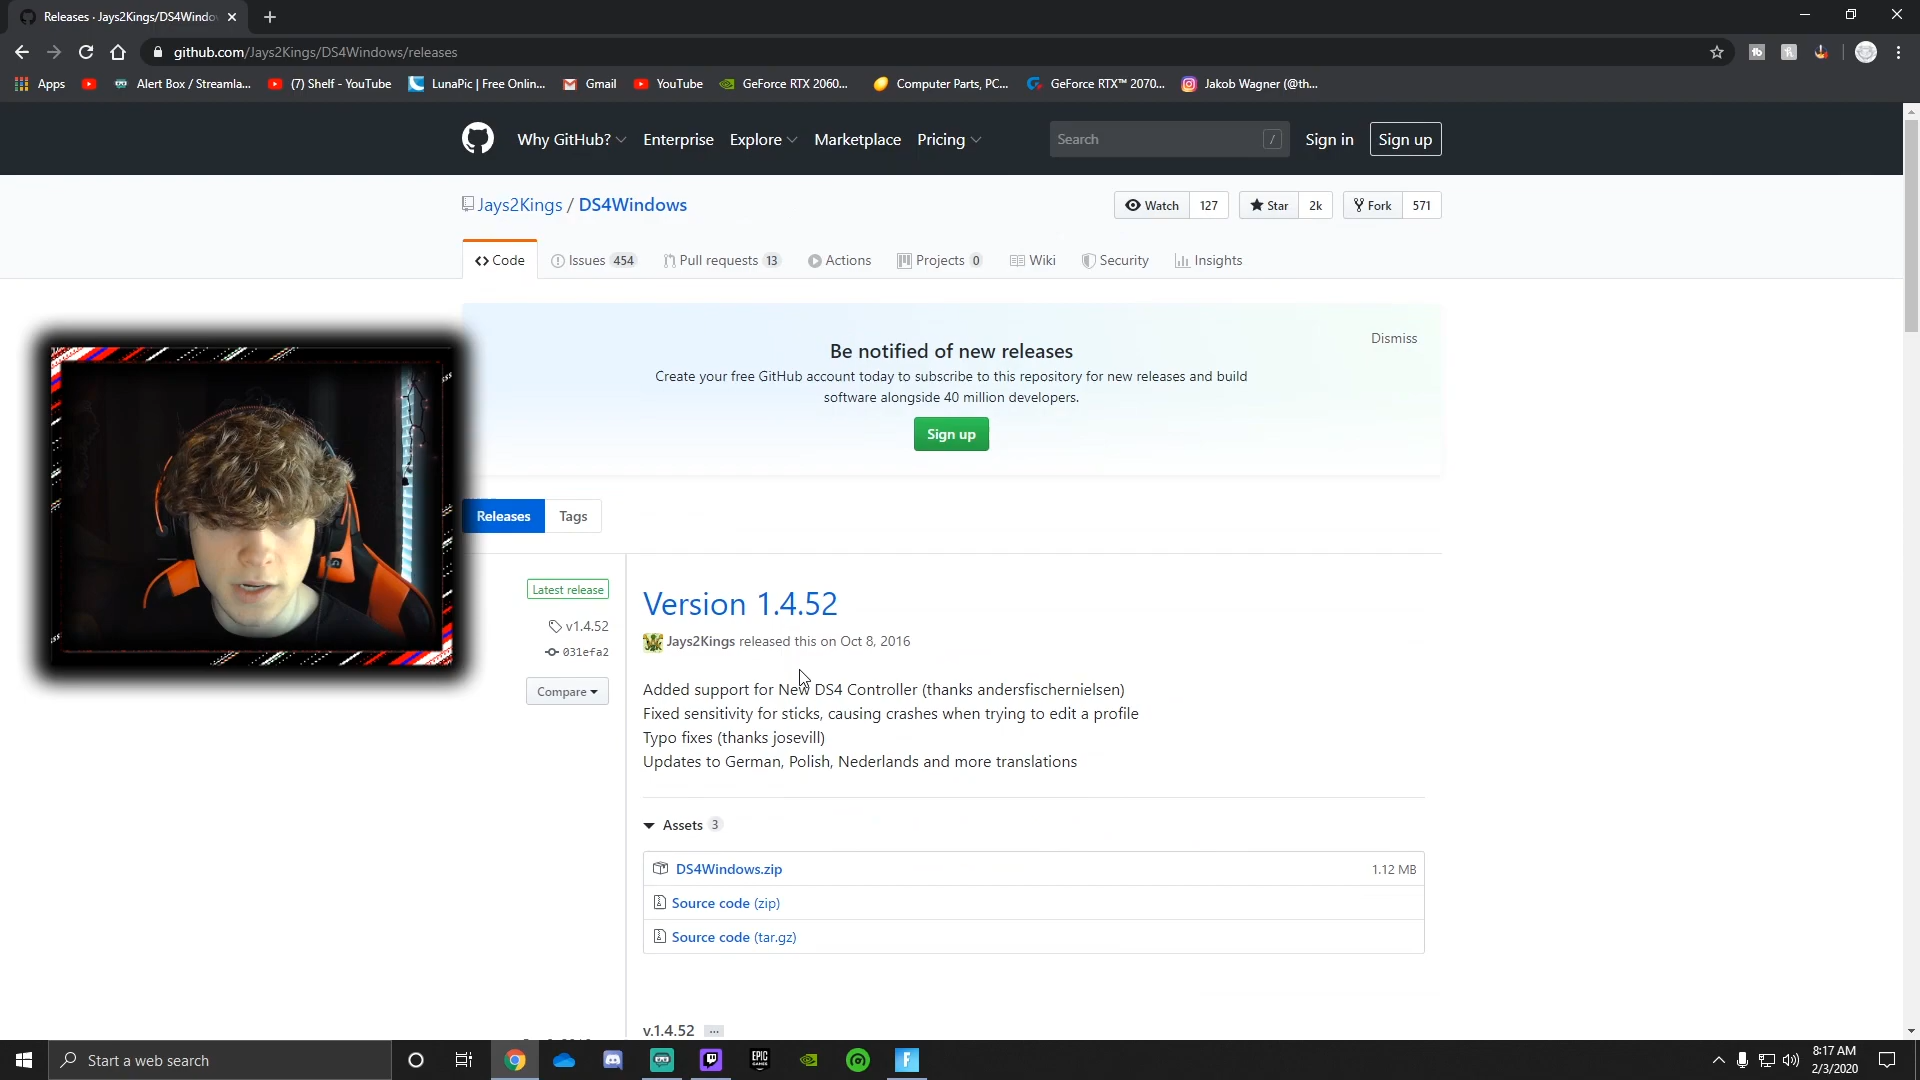 Releases · Jays2Kings/DS4Windo
github.com/Jays2Kings/DS4Windows/releases
Apps
Alert Box / Streamla...
(7) Shelf - YouTube
LunaPic | Free Onlin...
Gmail
YouTube
GeForce RTX 2060...
Computer Parts, PC...
GeForce RTX™ 2070...
Jakob Wagner (@th...
Why GitHub?
Enterprise
Explore
Marketplace
Pricing
Search
/
Sign in
Sign up
Jays2Kings / DS4Windows
Watch 127
Star 2k
Fork 571
Code
Issues 454
Pull requests 13
Actions
Projects 0
Wiki
Security
Insights
Be notified of new releases
Dismiss
Create your free GitHub account today to subscribe to this repository for new releases and build
software alongside 40 million developers.
Sign up
Releases
Tags
Latest release
v1.4.52
031efa2
Compare
Version 1.4.52
Jays2Kings released this on Oct 8, 2016
Added support for New DS4 Controller (thanks andersfischernielsen)
Fixed sensitivity for sticks, causing crashes when trying to edit a profile
Typo fixes (thanks josevill)
Updates to German, Polish, Nederlands and more translations
Assets 3
DS4Windows.zip
1.12 MB
Source code (zip)
Source code (tar.gz)
v.1.4.52 ...
Start a web search
EPIC
GAMES
8:17 AM
2/3/2020